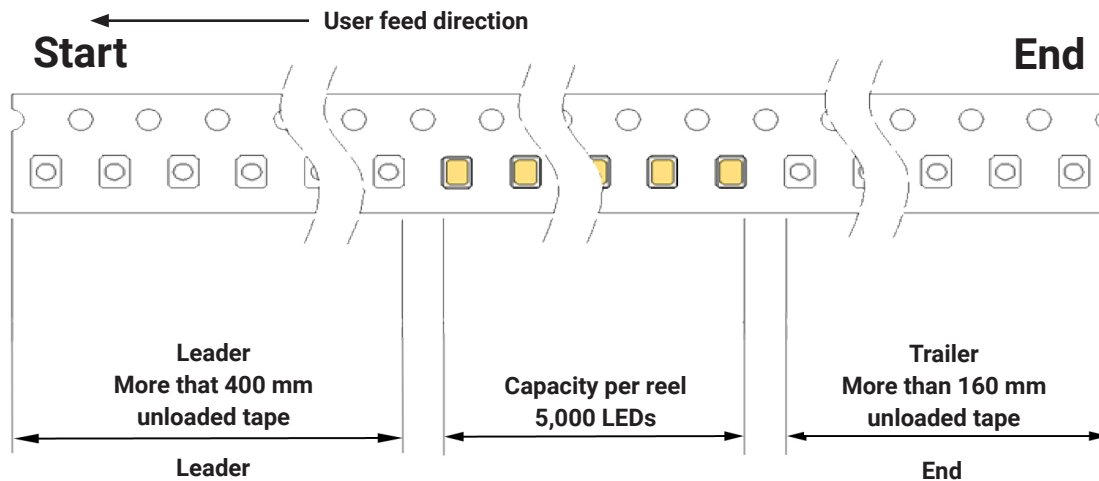 User feed direction
Start
End
Leader
More that 400 mm
unloaded tape
Capacity per reel
5,000 LEDs
Trailer
More than 160 mm
unloaded tape
Leader
End